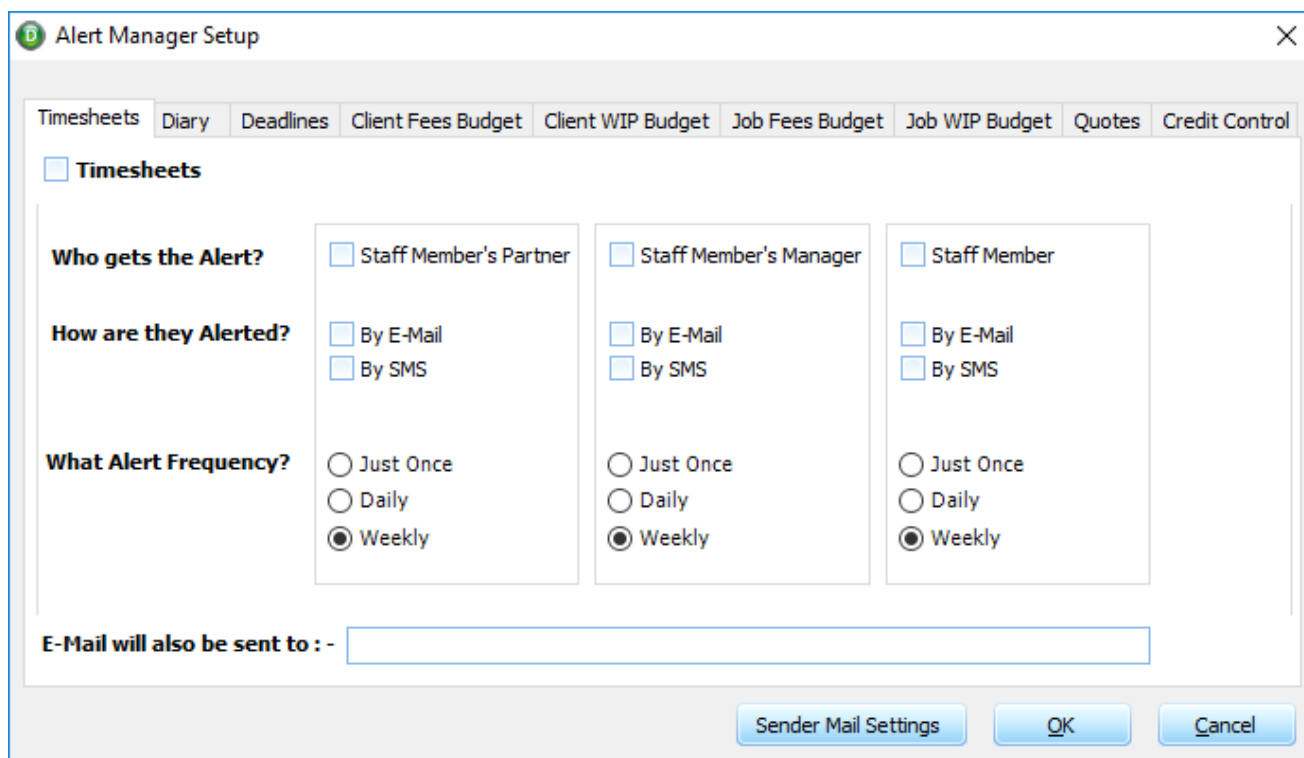 Alert Manager Setup
Timesheets Diary Deadlines Client Fees Budget Client WIP Budget Job Fees Budget Job WIP Budget Quotes Credit Control
Timesheets
Who gets the Alert? Staff Member's Partner Staff Member's Manager Staff Member
How are they Alerted? By E-Mail By E-Mail By E-Mail
By SMS By SMS By SMS
What Alert Frequency? Just Once Just Once Just Once
Daily Daily Daily
Weekly Weekly Weekly
E-Mail will also be sent to : -
Sender Mail Settings OK Cancel